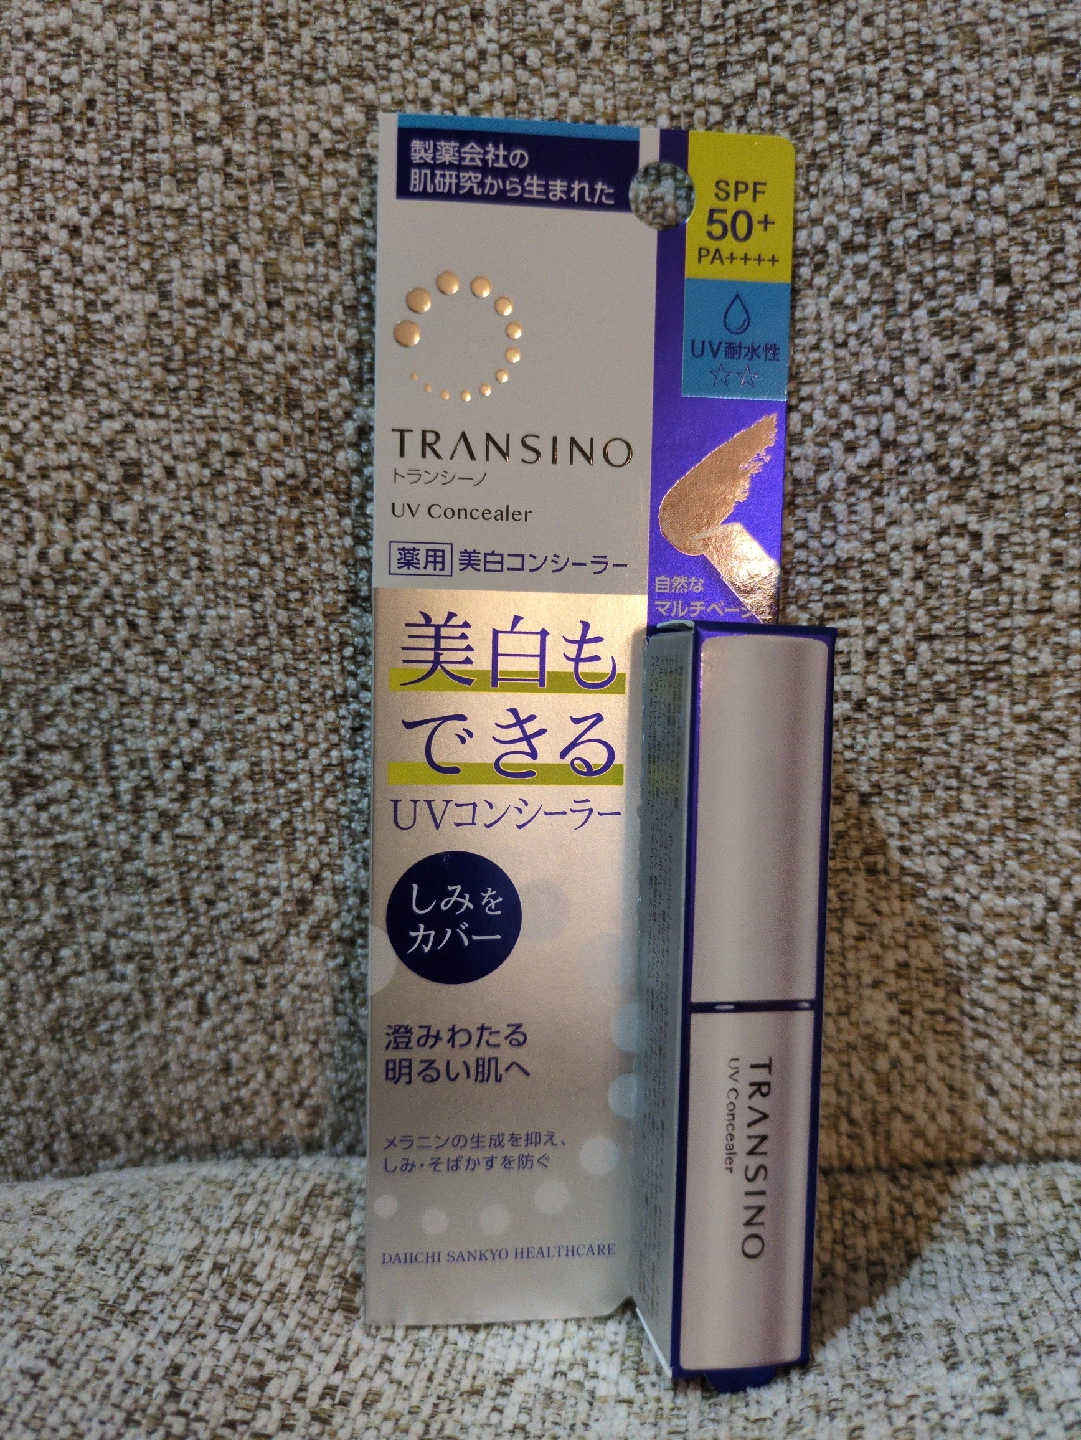 製薬会社の
肌研究から生まれた
SPF
50+
PA++++
UV耐水性
☆☆
TRANSINO
トランシーノ
UV Concealer
薬用 美白コンシーラー
自然な
マルチベージュ
美白も
できる
UVコンシーラー
しみを
カバー
澄みわたる
明るい肌へ
メラニンの生成を抑え、
しみ・そばかすを防ぐ
DAIICHI SANKYO HEALTHCARE
TRANSINO
UV Concealer